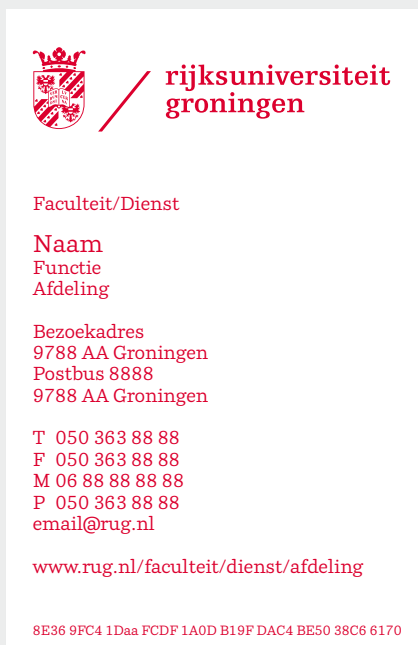 rijksuniversiteit
groningen
Faculteit/Dienst
Naam
Functie
Afdeling
Bezoekadres
9788 AA Groningen
Postbus 8888
9788 AA Groningen
T 050 363 88 88
F 050 363 88 88
M 06 88 88 88 88
P 050 363 88 88
email@rug.nl
www.rug.nl/faculteit/dienst/afdeling
8E36 9FC4 1Daa FCDF 1A0D B19F DAC4 BE50 38C6 6170